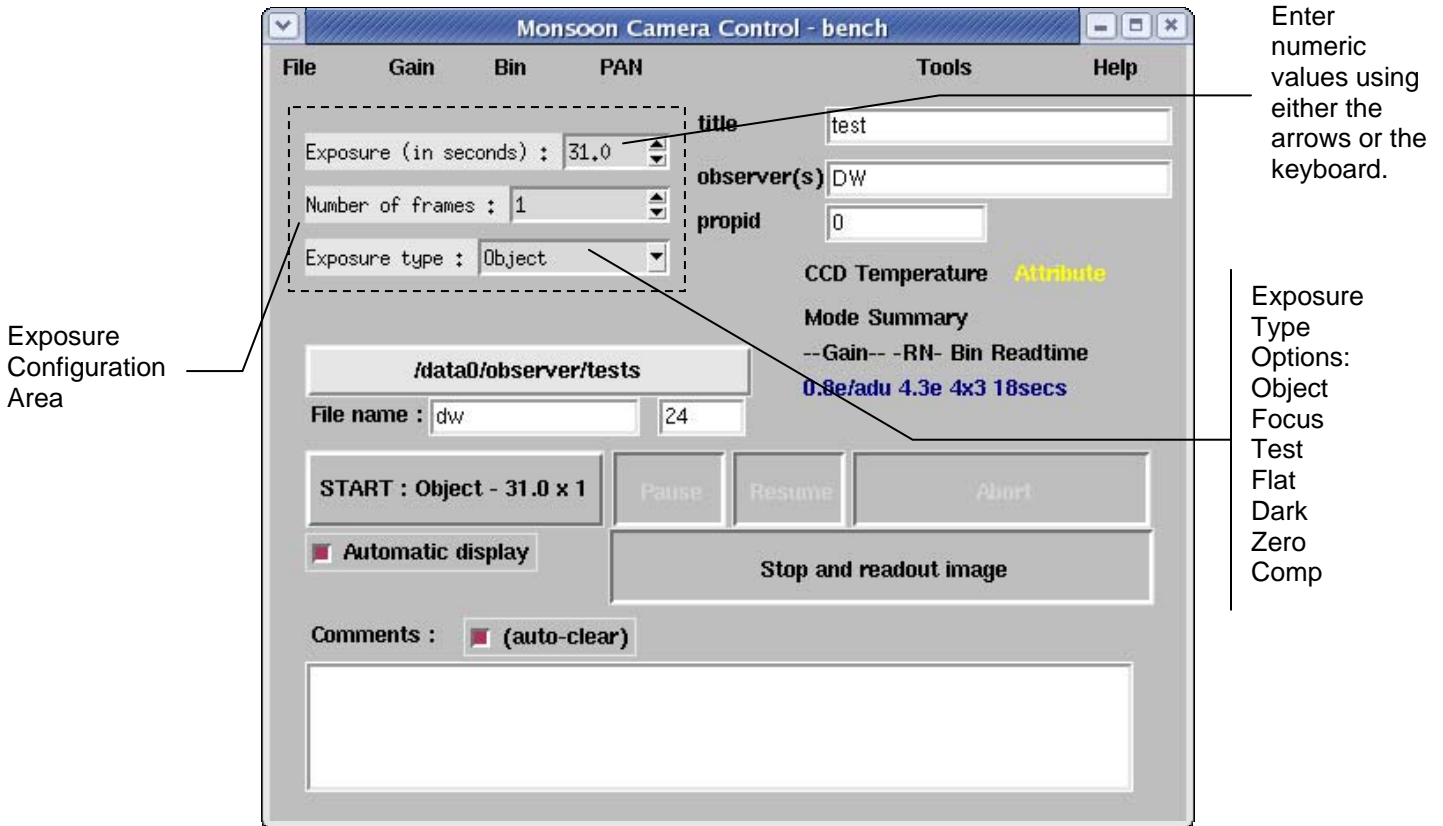 Monsoon Camera Control - bench
File Gain Bin PAN Tools Help
Exposure (in seconds) : 31.0
Number of frames : 1
Exposure type : Object
title test
observer(s) DW
propid 0
CCD Temperature Attribute
Mode Summary
--Gain-- -RN- Bin Readtime
0.8e/adu 4.3e 4x3 18secs
/data0/observer/tests
File name : dw 24
START : Object - 31.0 x 1
Pause
Resume
Abort
Automatic display
Stop and readout image
Comments : (auto-clear)
Enter
numeric
values using
either the
arrows or the
keyboard.
Exposure
Configuration
Area
Exposure
Type
Options:
Object
Focus
Test
Flat
Dark
Zero
Comp